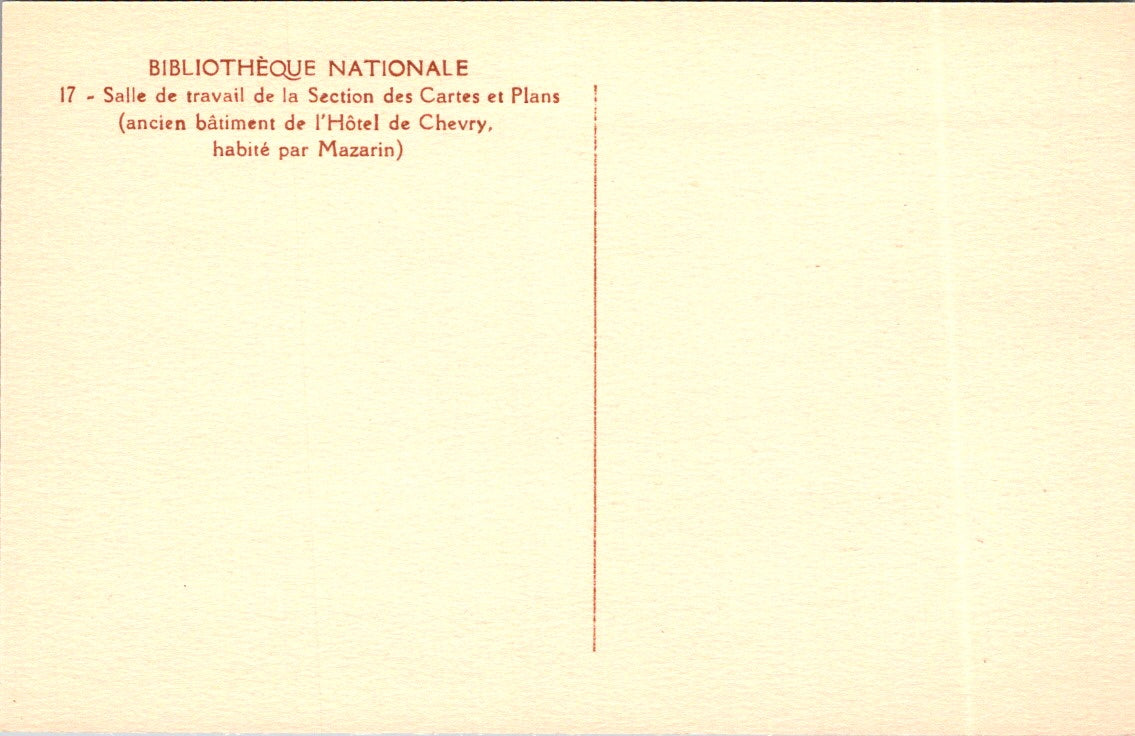 BIBLIOTHÈQUE NATIONALE
17 - Salle de travail de la Section des Cartes et Plans
(ancien bâtiment de l'Hôtel de Chevry,
habité par Mazarin)